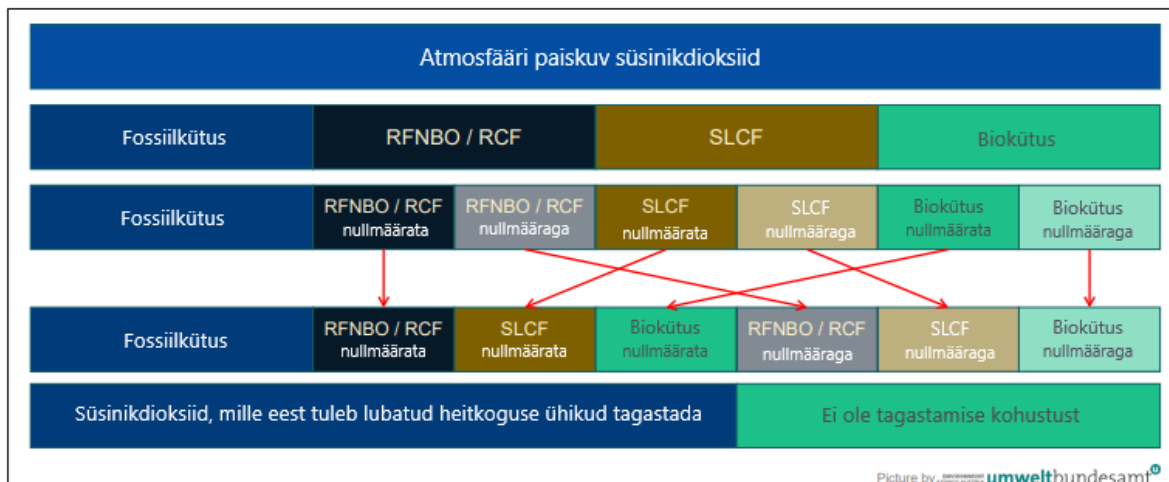 Atmosfääri paiskuv süsinikdioksiid
Fossiilkütus RFNBO / RCF SLCF Biokütus
Fossiilkütus RFNBO / RCF nullmäärata RFNBO / RCF nullmääraga SLCF nullmäärata SLCF nullmääraga Biokütus nullmäärata Biokütus nullmääraga
Fossiilkütus RFNBO / RCF nullmäärata SLCF nullmäärata Biokütus nullmäärata RFNBO / RCF nullmääraga SLCF nullmääraga Biokütus nullmääraga
Süsinikdioksiid, mille eest tuleb lubatud heitkoguse ühikud tagastada Ei ole tagastamise kohustust
Picture by umweltbundesamt